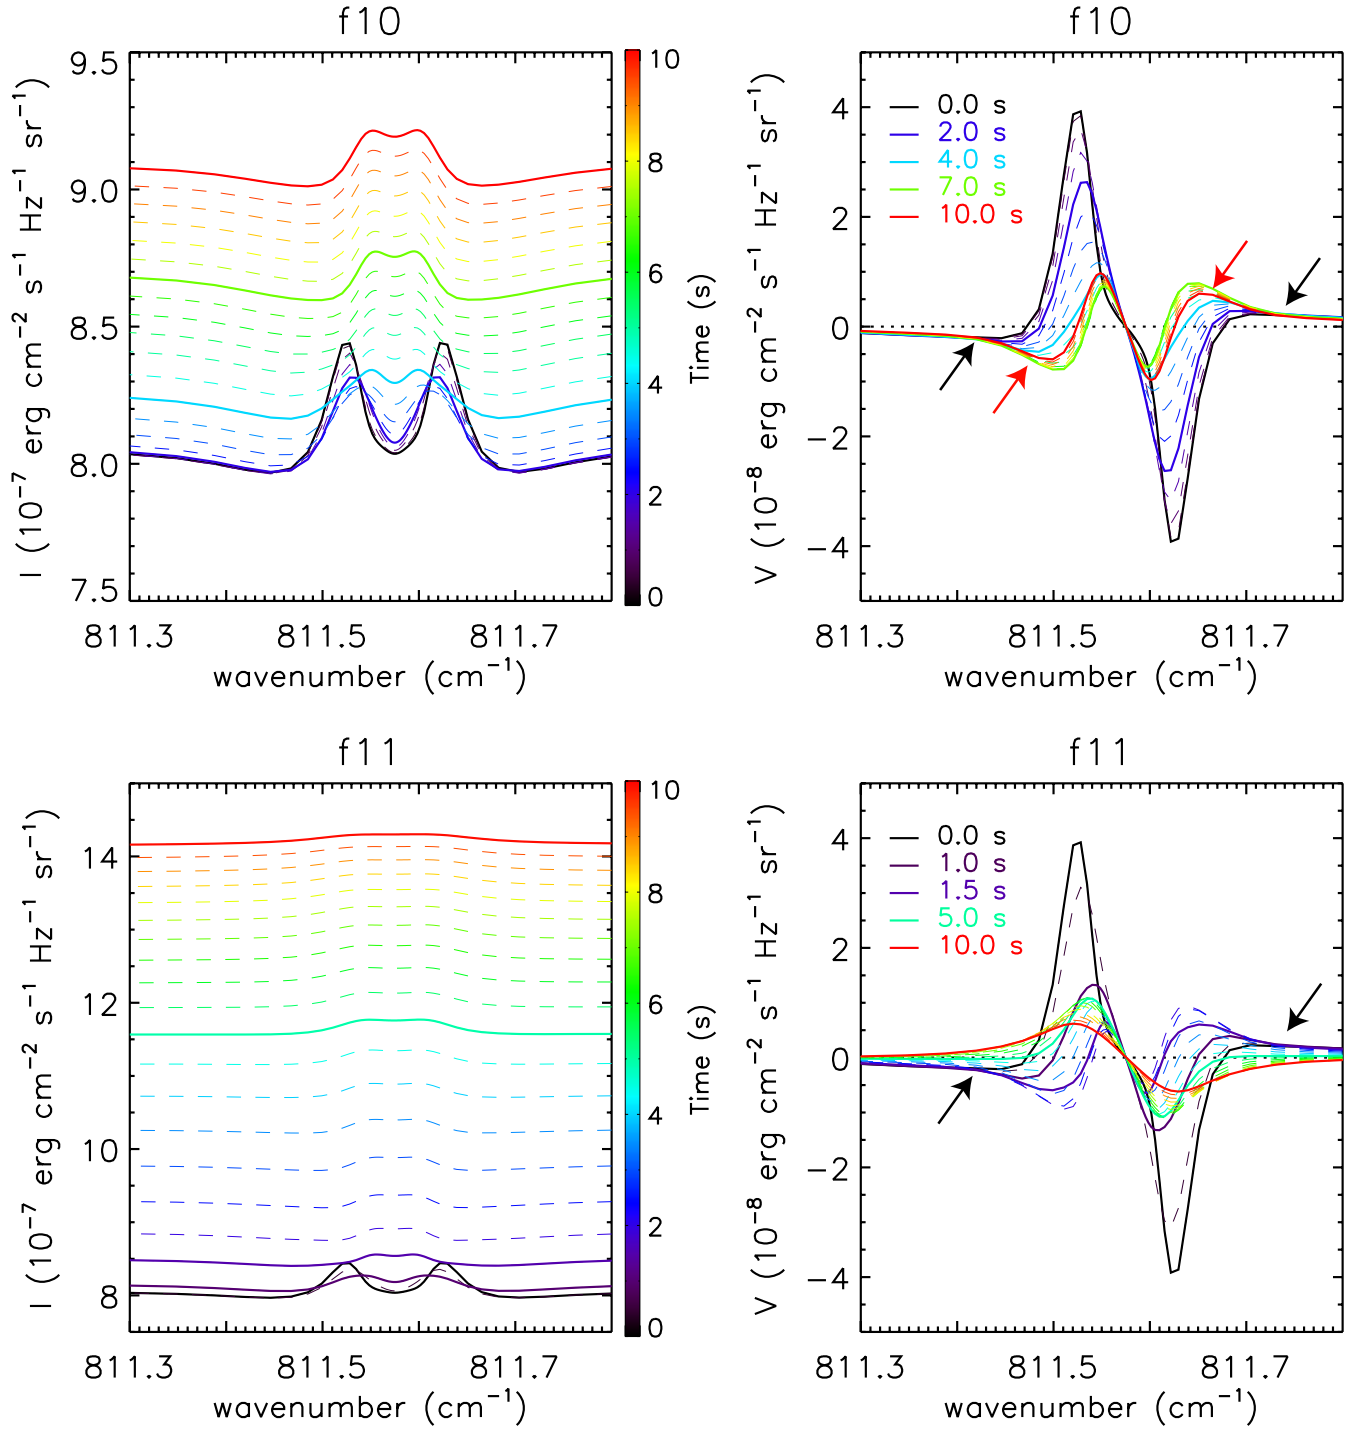 f10
I (10⁻⁷ erg cm⁻² s⁻¹ Hz⁻¹ sr⁻¹)
9.5
9.0
8.5
8.0
7.5
811.3 811.5 811.7
wavenumber (cm⁻¹)
10
8
6
4
2
0
Time (s)
f10
V (10⁻⁸ erg cm⁻² s⁻¹ Hz⁻¹ sr⁻¹)
4
2
0
−2
−4
0.0 s
2.0 s
4.0 s
7.0 s
10.0 s
811.3 811.5 811.7
wavenumber (cm⁻¹)
f11
I (10⁻⁷ erg cm⁻² s⁻¹ Hz⁻¹ sr⁻¹)
14
12
10
8
811.3 811.5 811.7
wavenumber (cm⁻¹)
10
8
6
4
2
0
Time (s)
f11
V (10⁻⁸ erg cm⁻² s⁻¹ Hz⁻¹ sr⁻¹)
4
2
0
−2
−4
0.0 s
1.0 s
1.5 s
5.0 s
10.0 s
811.3 811.5 811.7
wavenumber (cm⁻¹)